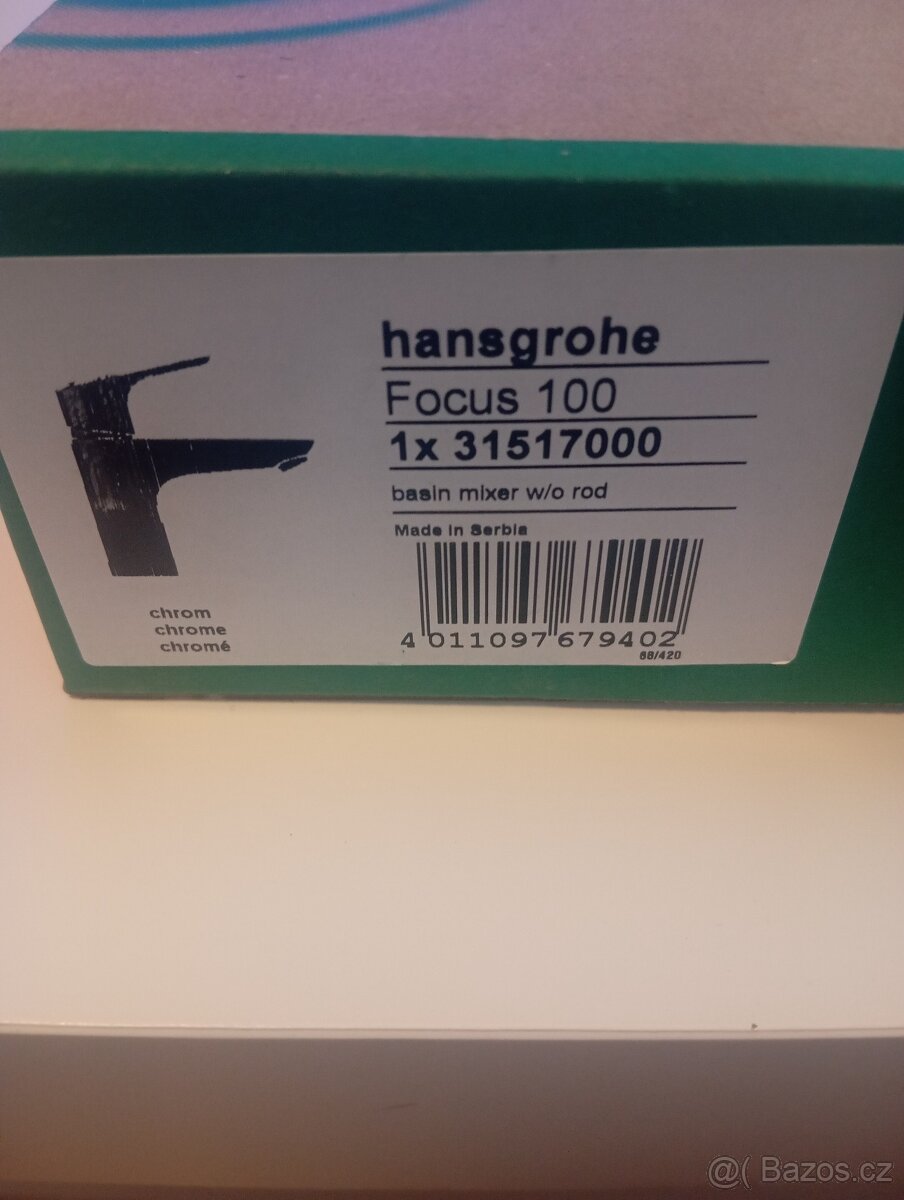 hansgrohe
Focus 100
1x 31517000
basin mixer w/o rod
Made in Serbia
4 011097 679402
68/420
chrom
chrome
chromé
@( Bazos.cz